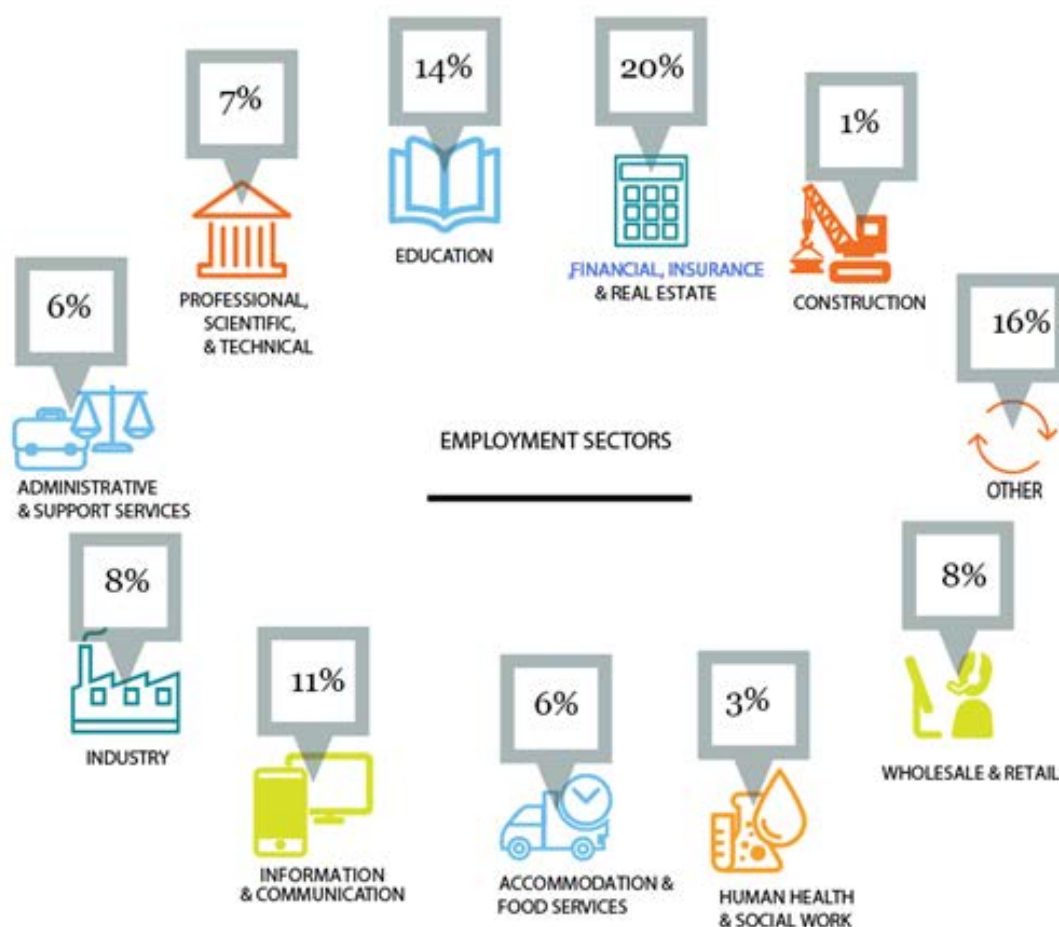 7%
PROFESSIONAL,
SCIENTIFIC,
& TECHNICAL
14%
EDUCATION
20%
,FINANCIAL, INSURANCE
& REAL ESTATE
1%
CONSTRUCTION
6%
ADMINISTRATIVE
& SUPPORT SERVICES
16%
OTHER
EMPLOYMENT SECTORS
8%
INDUSTRY
11%
INFORMATION
& COMMUNICATION
6%
ACCOMMODATION &
FOOD SERVICES
3%
HUMAN HEALTH
& SOCIAL WORK
8%
WHOLESALE & RETAIL